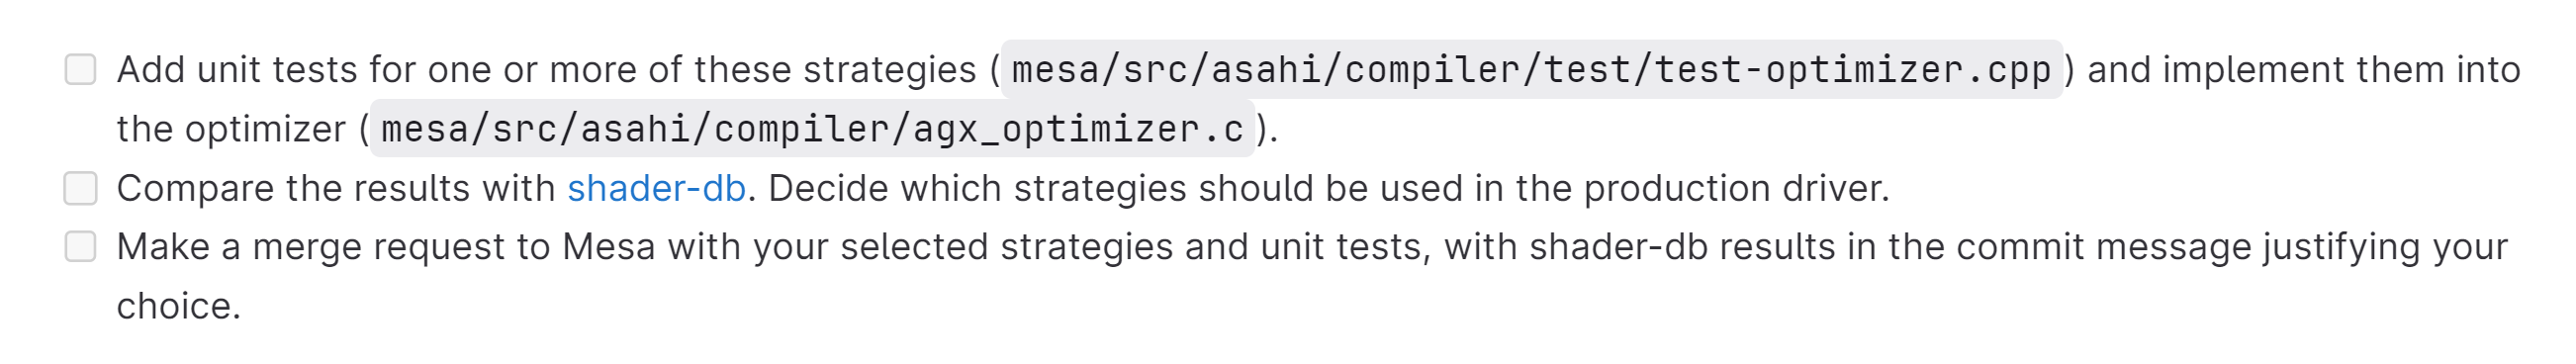 Add unit tests for one or more of these strategies (mesa/src/asahi/compiler/test/test-optimizer.cpp) and implement them into
the optimizer (mesa/src/asahi/compiler/agx_optimizer.c).
Compare the results with shader-db. Decide which strategies should be used in the production driver.
Make a merge request to Mesa with your selected strategies and unit tests, with shader-db results in the commit message justifying your
choice.